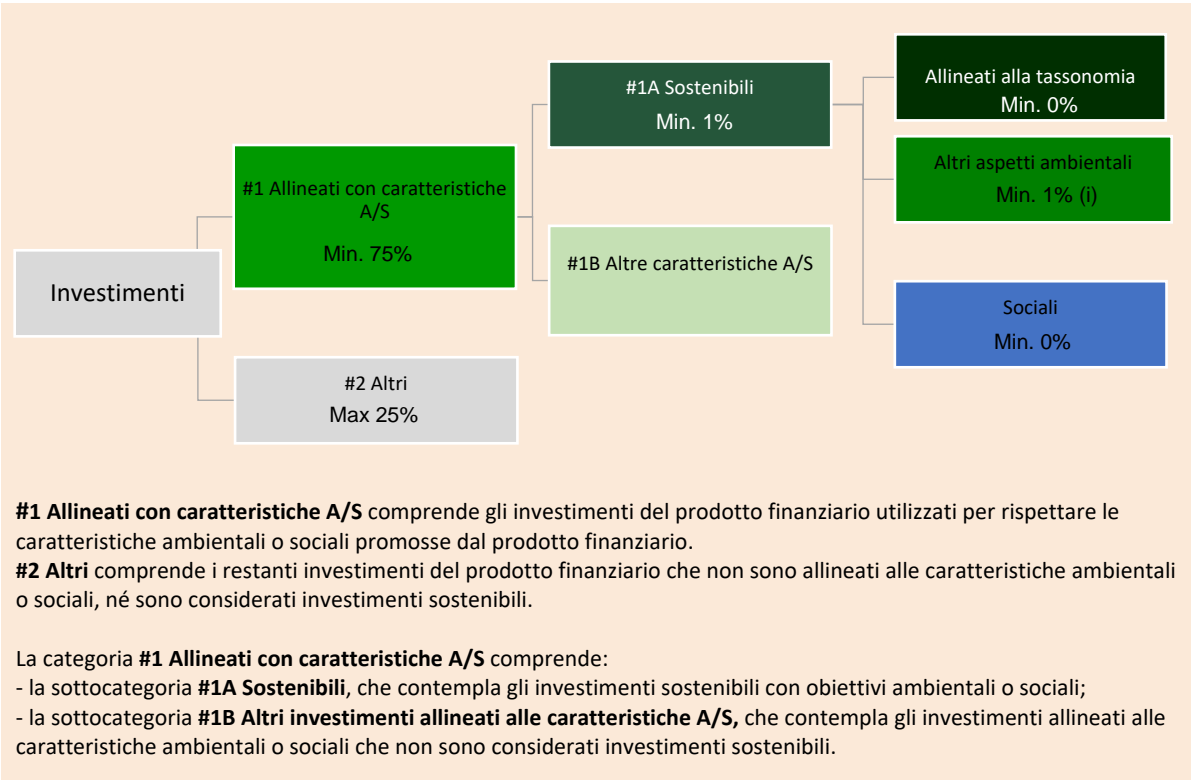 Investimenti
#1 Allineati con caratteristiche
A/S
Min. 75%
#2 Altri
Max 25%
#1A Sostenibili
Min. 1%
#1B Altre caratteristiche A/S
Allineati alla tassonomia
Min. 0%
Altri aspetti ambientali
Min. 1% (i)
Sociali
Min. 0%
#1 Allineati con caratteristiche A/S comprende gli investimenti del prodotto finanziario utilizzati per rispettare le
caratteristiche ambientali o sociali promosse dal prodotto finanziario.
#2 Altri comprende i restanti investimenti del prodotto finanziario che non sono allineati alle caratteristiche ambientali
o sociali, né sono considerati investimenti sostenibili.
La categoria #1 Allineati con caratteristiche A/S comprende:
- la sottocategoria #1A Sostenibili, che contempla gli investimenti sostenibili con obiettivi ambientali o sociali;
- la sottocategoria #1B Altri investimenti allineati alle caratteristiche A/S, che contempla gli investimenti allineati alle
caratteristiche ambientali o sociali che non sono considerati investimenti sostenibili.